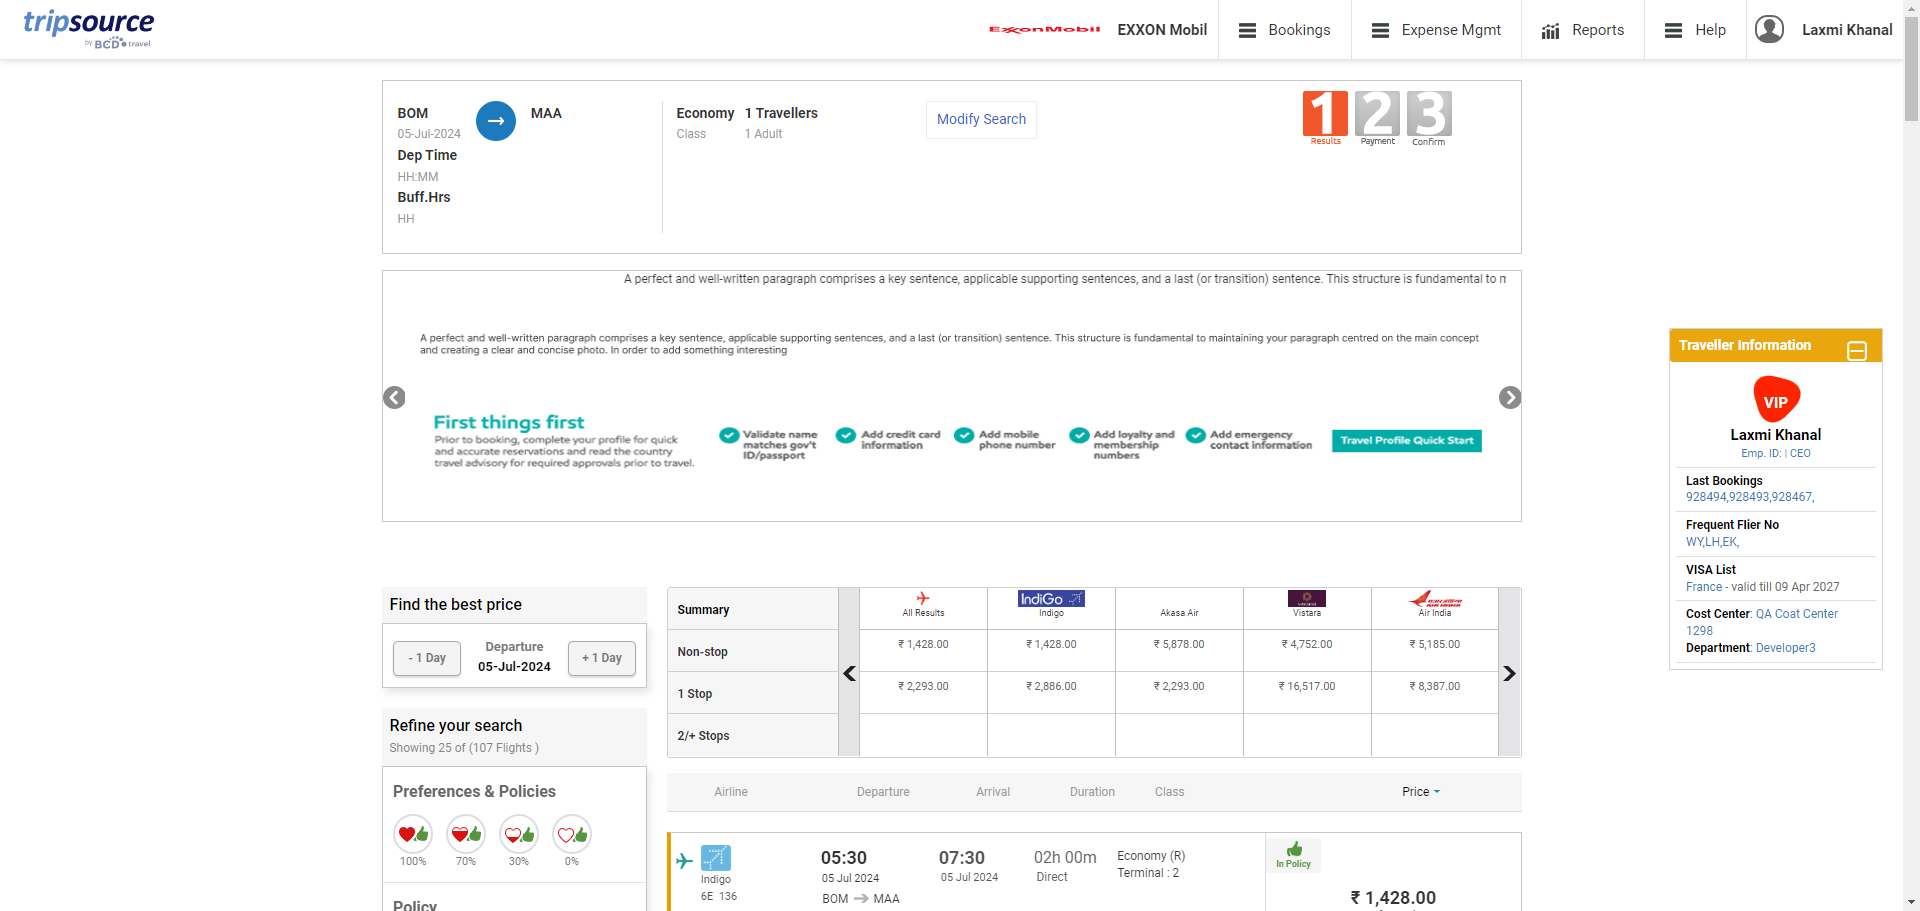 tripsource
by BCD travel
ExxonMobil EXXON Mobil
Bookings
Expense Mgmt
Reports
Help
Laxmi Khanal
BOM
MAA
05-Jul-2024
Dep Time
HH:MM
Buff.Hrs
HH
Economy 1 Travellers
Class 1 Adult
Modify Search
1 2 3
Results Payment Confirm
A perfect and well-written paragraph comprises a key sentence, applicable supporting sentences, and a last (or transition) sentence. This structure is fundamental to
A perfect and well-written paragraph comprises a key sentence, applicable supporting sentences, and a last (or transition) sentence. This structure is fundamental to maintaining your paragraph centred on the main concept
and creating a clear and concise photo. In order to add something interesting
First things first
Prior to booking, complete your profile for quick
and accurate reservations and read the country
travel advisory for required approvals prior to travel.
Validate name
matches gov't
ID/passport
Add credit card
information
Add mobile
phone number
Add loyalty and
membership
numbers
Add emergency
contact information
Travel Profile Quick Start
Traveller Information
VIP
Laxmi Khanal
Emp. ID: | CEO
Last Bookings
928494,928493,928467,
Frequent Flier No
WY,LH,EK,
VISA List
France - valid till 09 Apr 2027
Cost Center: QA Coat Center
1298
Department: Developer3
Find the best price
- 1 Day
Departure
05-Jul-2024
+ 1 Day
Refine your search
Showing 25 of (107 Flights )
Preferences & Policies
100% 70% 30% 0%
Policy
IndiGo
AIR INDIA
Summary All Results Indigo Akasa Air Vistara Air India
Non-stop ₹ 1,428.00 ₹ 1,428.00 ₹ 5,878.00 ₹ 4,752.00 ₹ 5,185.00
1 Stop ₹ 2,293.00 ₹ 2,886.00 ₹ 2,293.00 ₹ 16,517.00 ₹ 8,387.00
2/+ Stops
Airline Departure Arrival Duration Class Price
Indigo
6E 136
05:30
05 Jul 2024
BOM MAA
07:30
05 Jul 2024
02h 00m
Direct
Economy (R)
Terminal : 2
In Policy
₹ 1,428.00